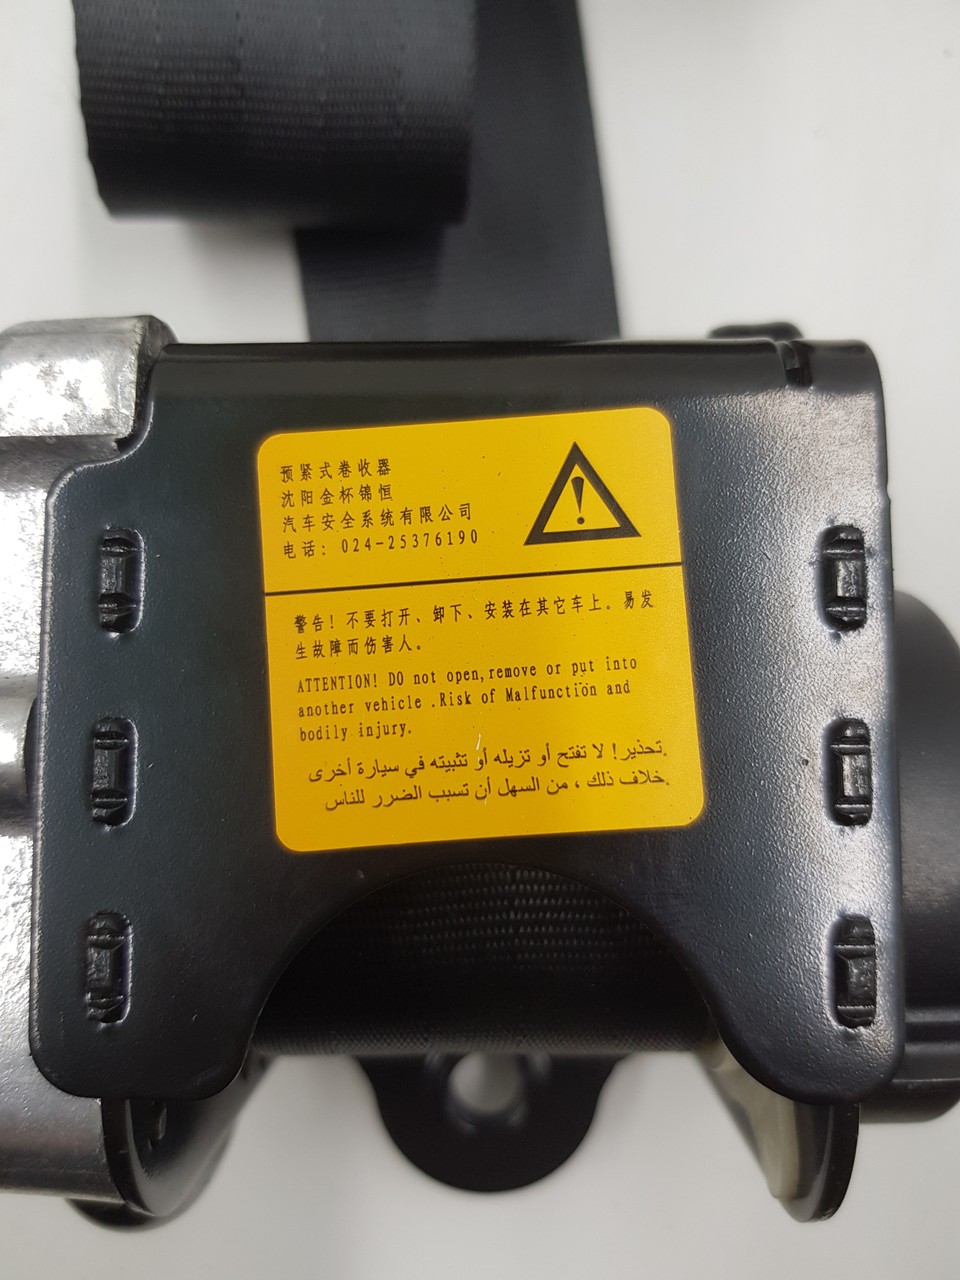 预紧式卷收器
沈阳金杯锦恒
汽车安全系统有限公司
电话: 024-25376190
警告! 不要打开、卸下、安装在其它车上。易发
生故障而伤害人。
ATTENTION! DO not open,remove or put into
another vehicle .Risk of Malfunction and
bodily injury.
تحذير! لا تفتح أو تزيله أو تثبيته في سيارة أخرى.
خلاف ذلك ، من السهل أن تسبب الضرر للناس.